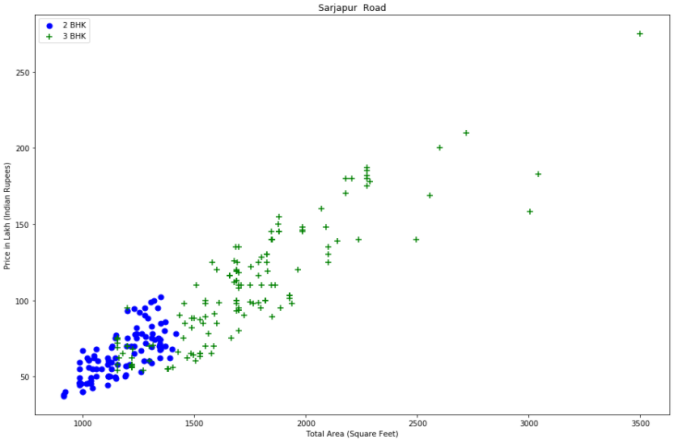 Sarjapur  Road
2 BHK
3 BHK
Price in Lakh (Indian Rupees)
250
200
150
100
50
1000
1500
2000
2500
3000
3500
Total Area (Square Feet)